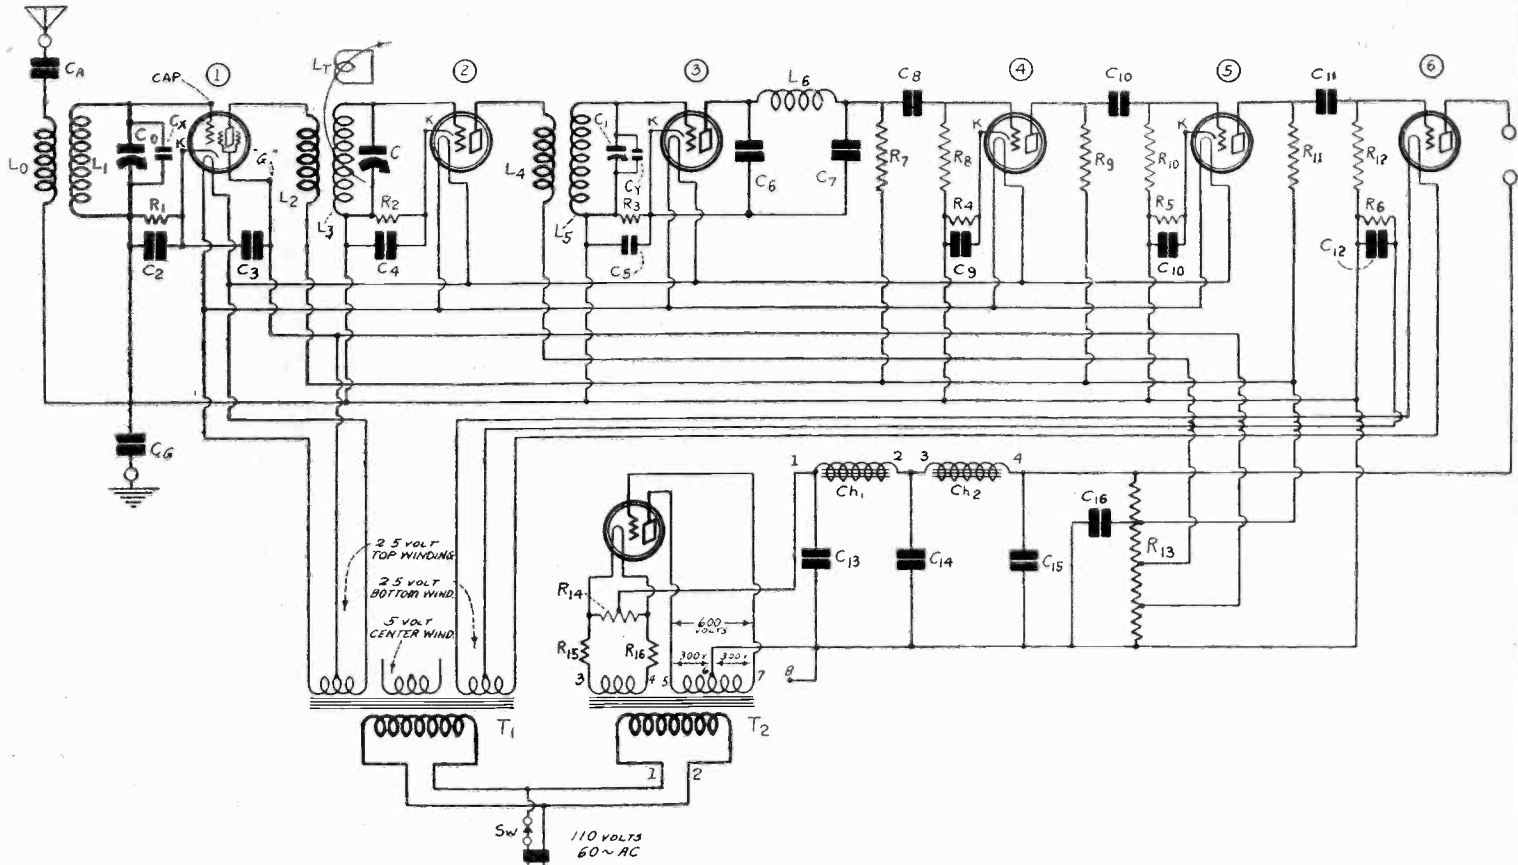 1
2
3
4
5
6
CA
CAP
LT
L6
C8
C10
C11
L0
L1
C0
CX
K
"G"
L2
L3
C
K
L4
C1
CY
K
L5
C6
C7
R7
R8
R9
R10
K
R11
R12
R1
R2
R3
R4
R5
R6
C2
C3
C4
C5
C9
C10
C12
CG
1
2
3
4
Ch1
Ch2
C13
C14
C15
C16
R13
2.5 VOLT
TOP WINDING
2.5 VOLT
BOTTOM WIND.
.5 VOLT
CENTER WIND.
R14
R15
R16
600
VOLTS
300V
300V
3
4
5
6
7
8
T1
T2
1
2
SW
110 VOLTS
60~ AC